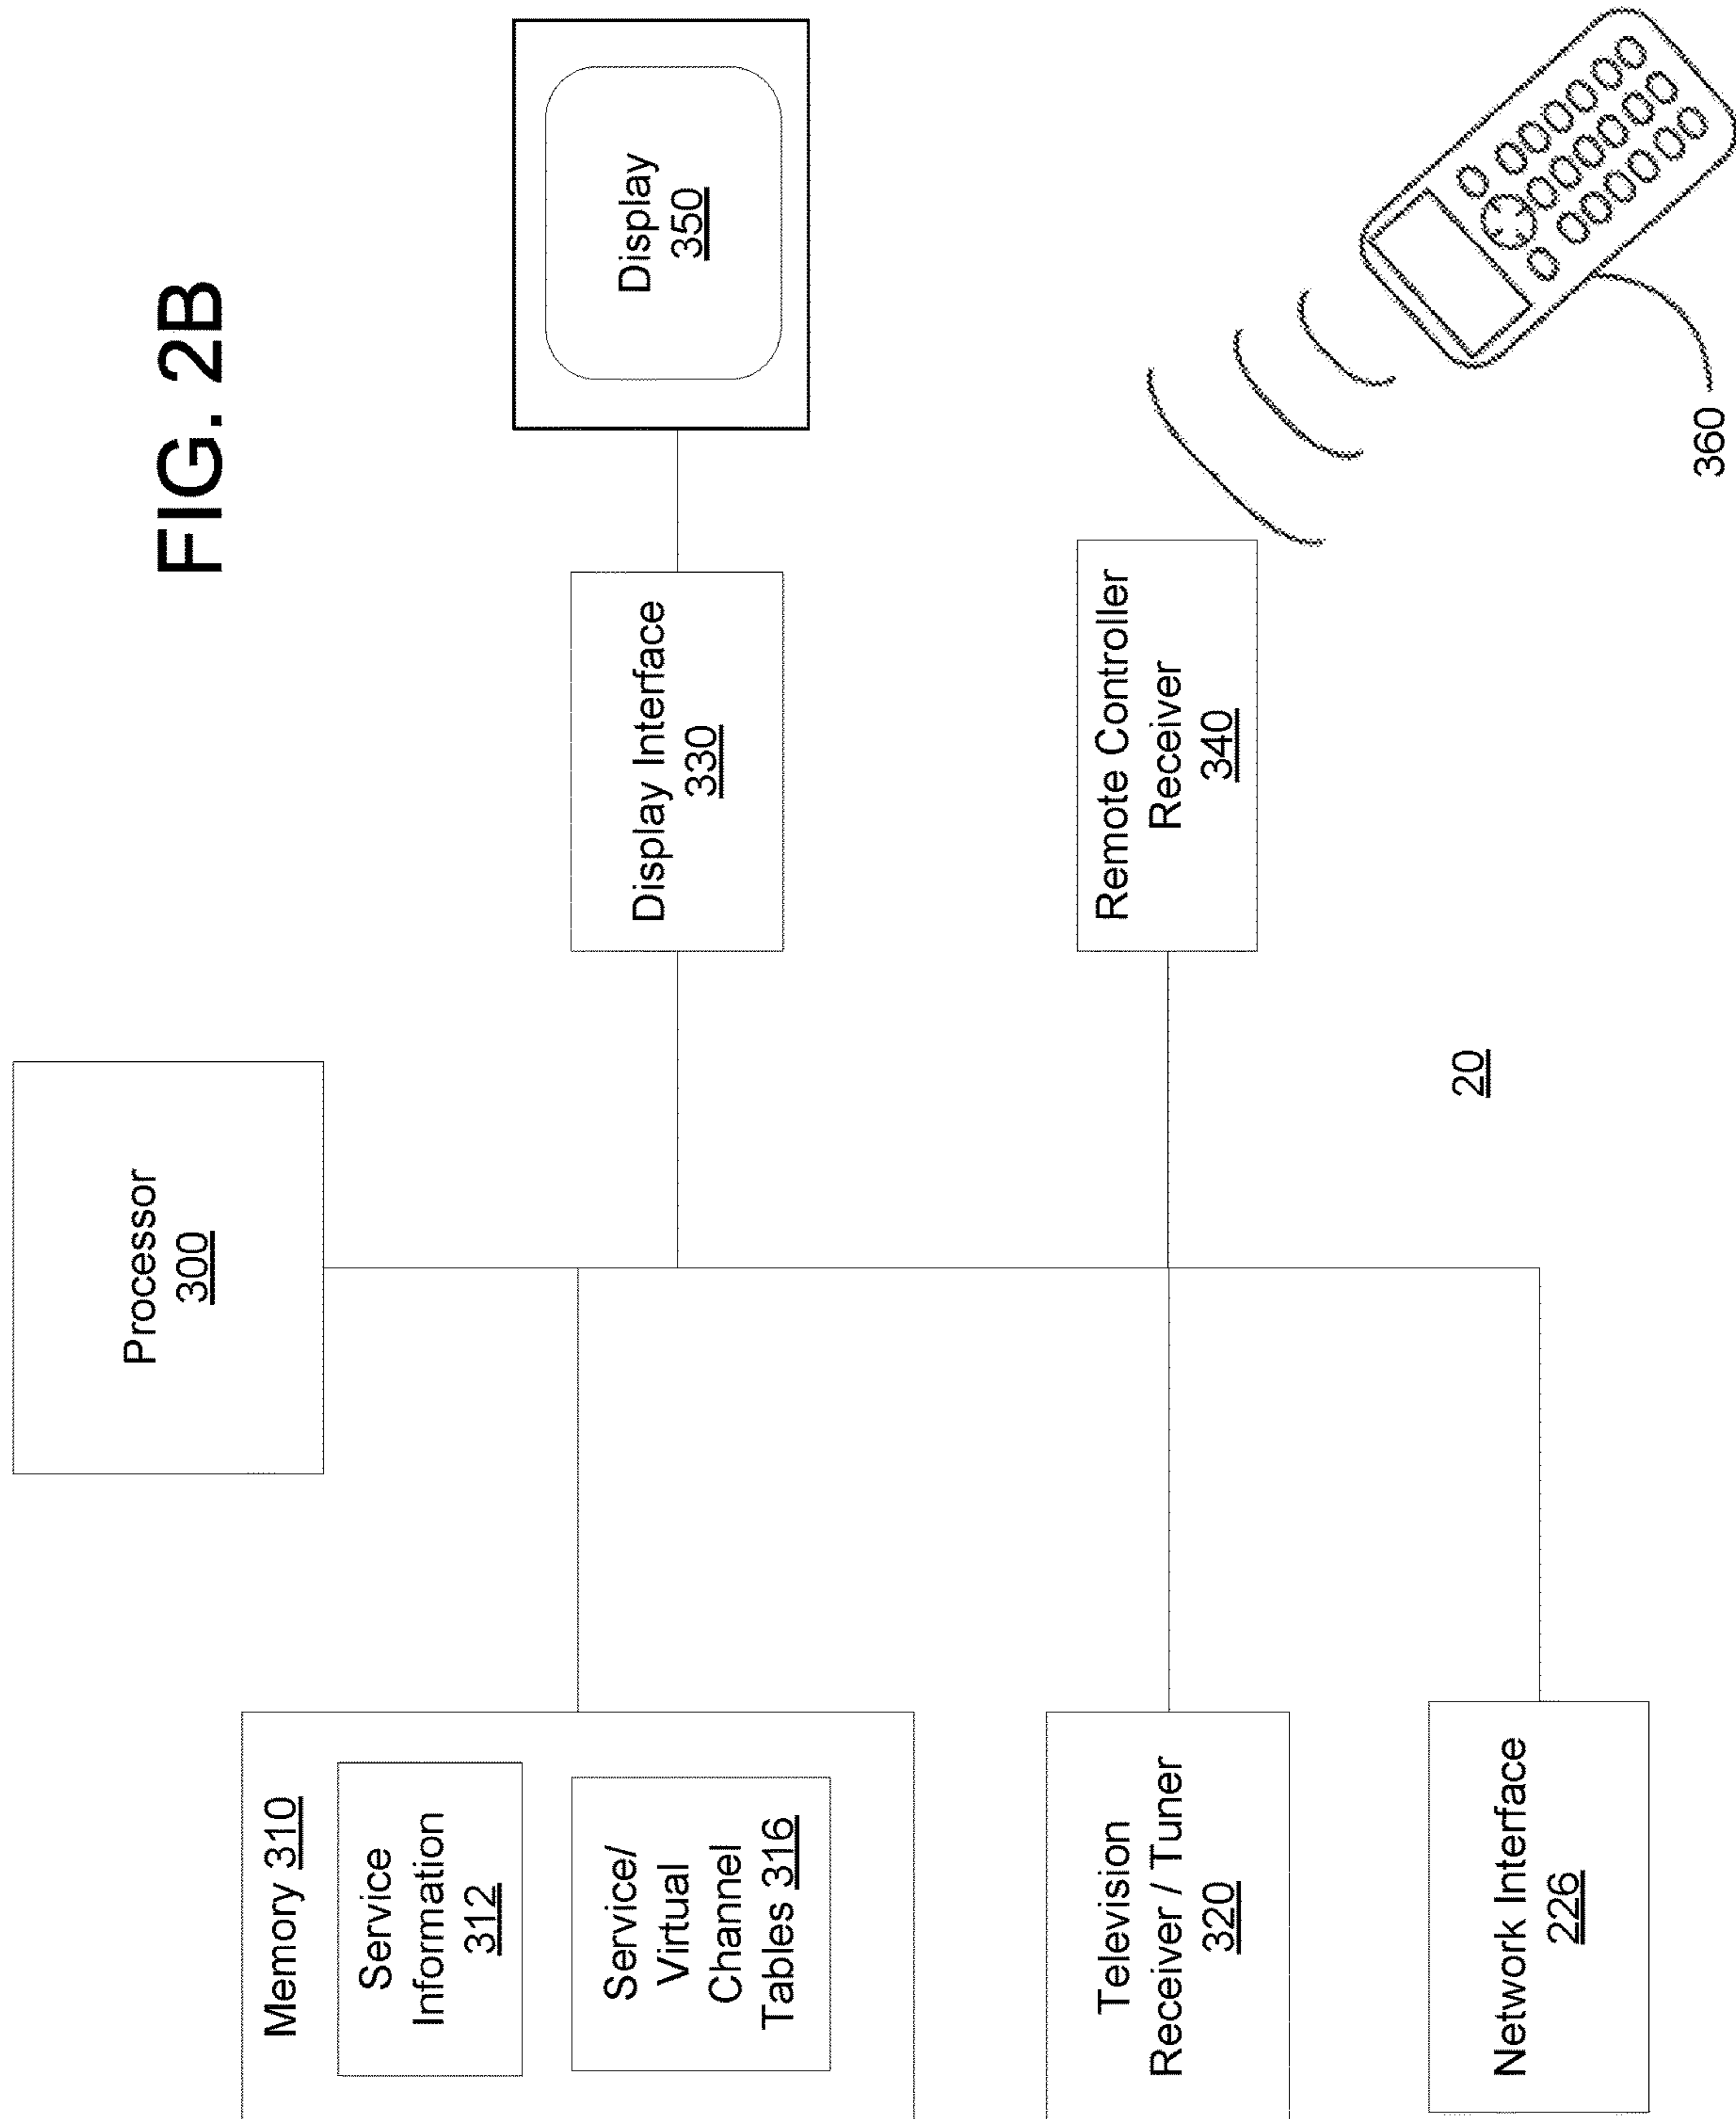 FIG. 2B
Processor
300
Memory 310
Service
Information
312
Service/
Virtual
Channel
Tables 316
Display Interface
330
Display
350
Television
Receiver / Tuner
320
Remote Controller
Receiver
340
Network Interface
226
20
360